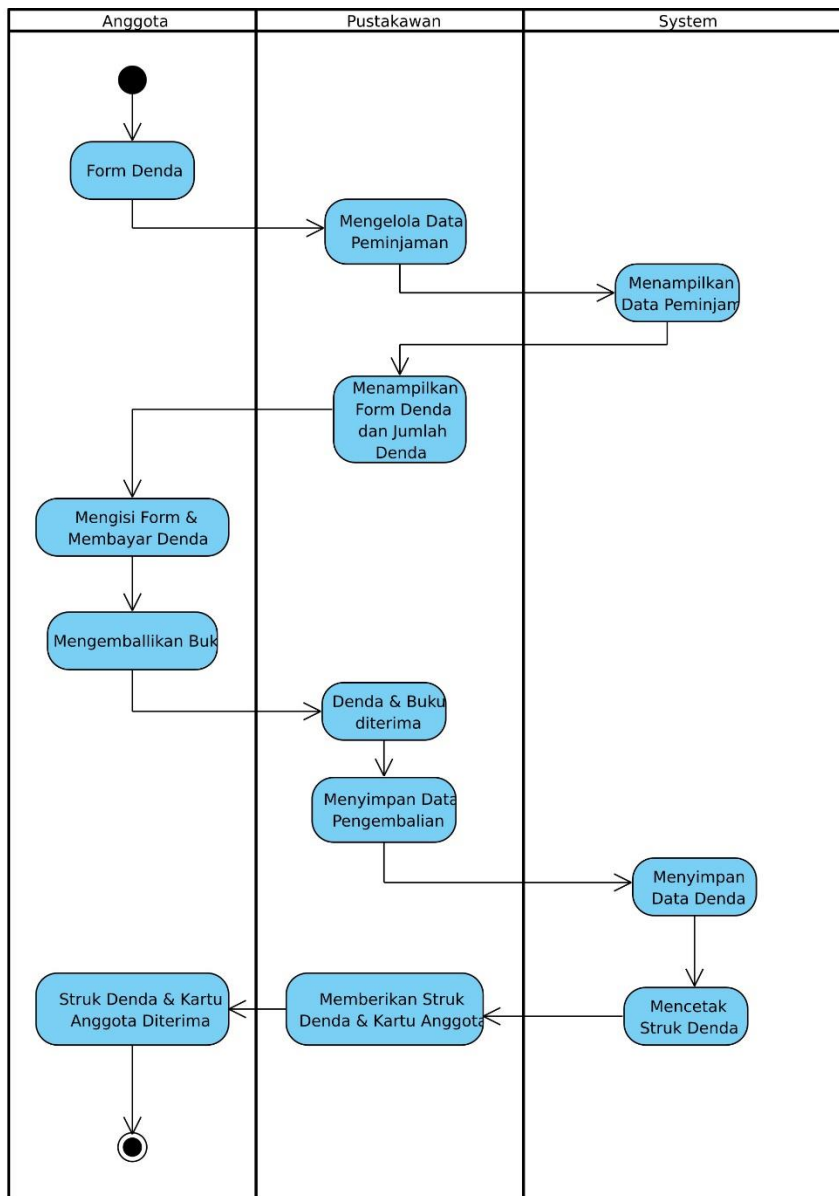 Anggota
Pustakawan
System
Form Denda
Mengelola Data
Peminjaman
Menampilkan
Data Peminjam
Menampilkan
Form Denda
dan Jumlah
Denda
Mengisi Form &
Membayar Denda
Mengemballikan Buk
Denda & Buku
diterima
Menyimpan Data
Pengembalian
Menyimpan
Data Denda
Mencetak
Struk Denda
Memberikan Struk
Denda & Kartu Anggota
Struk Denda & Kartu
Anggota Diterima